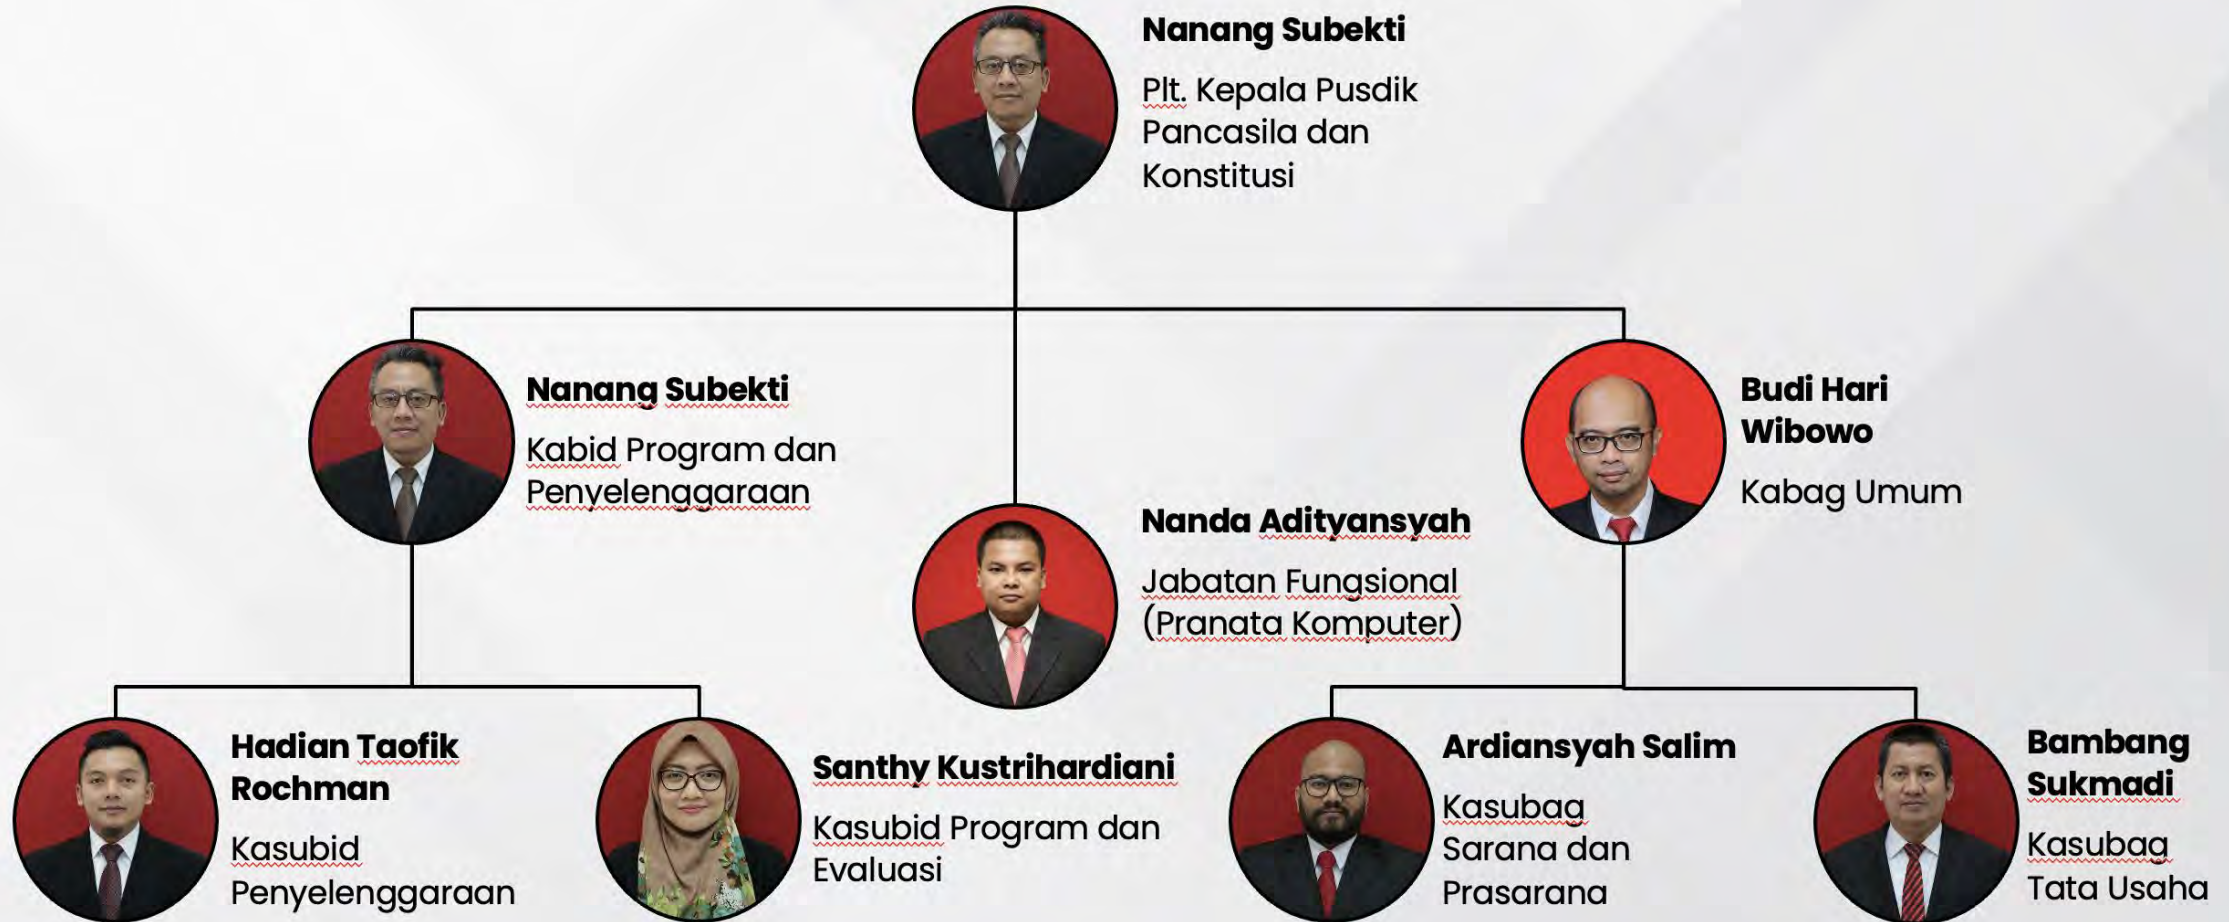 Nanang Subekti
Plt. Kepala Pusdik
Pancasila dan
Konstitusi
Nanang Subekti
Kabid Program dan
Penyelenggaraan
Budi Hari
Wibowo
Kabag Umum
Nanda Adityansyah
Jabatan Fungsional
(Pranata Komputer)
Hadian Taofik
Rochman
Kasubid
Penyelenggaraan
Santhy Kustrihardiani
Kasubid Program dan
Evaluasi
Ardiansyah Salim
Kasubag
Sarana dan
Prasarana
Bambang
Sukmadi
Kasubag
Tata Usaha